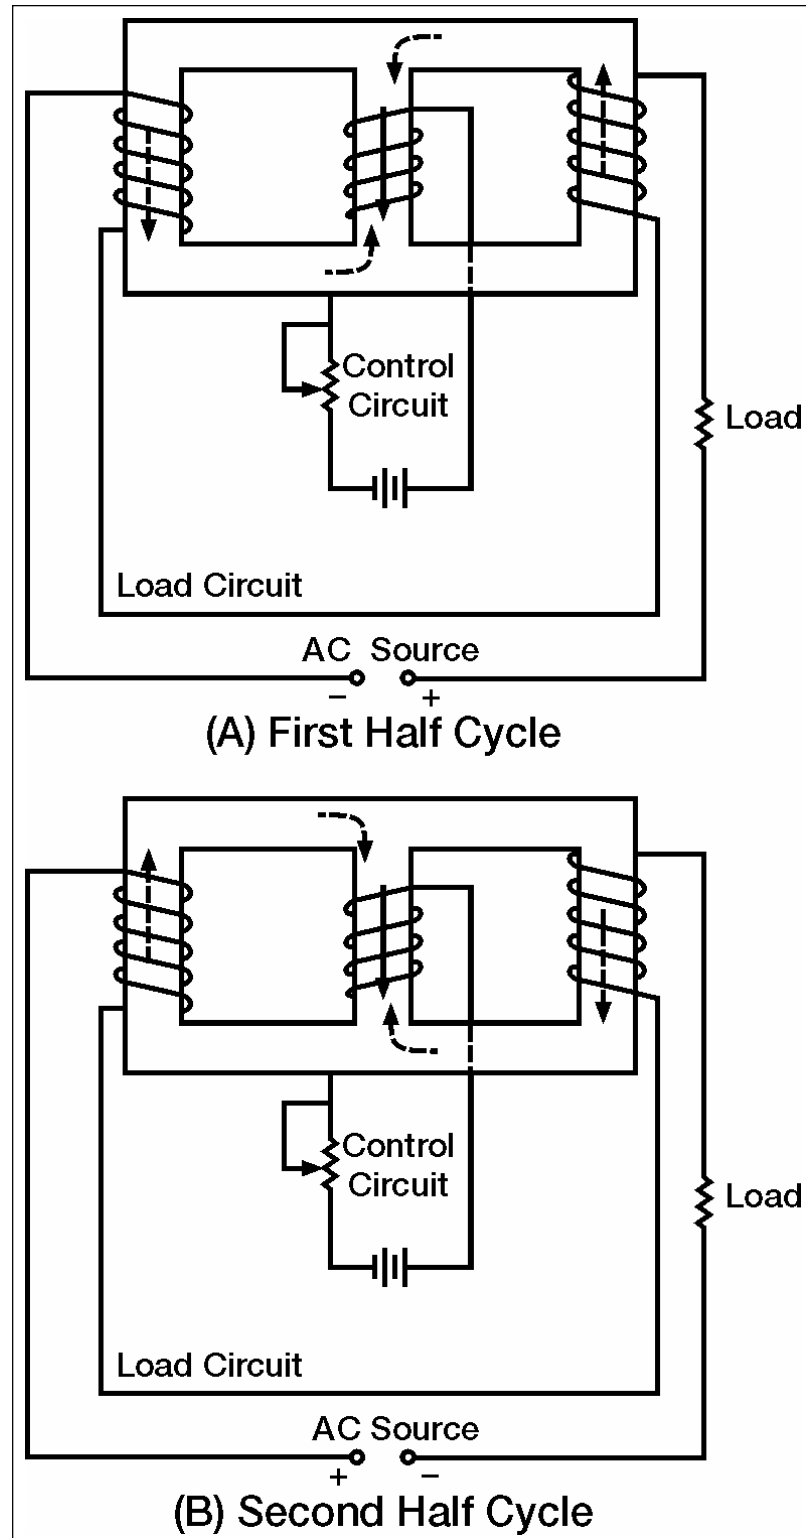 Control
Circuit
Load
Load Circuit
AC Source
− +
(A) First Half Cycle
Control
Circuit
Load
Load Circuit
AC Source
+ −
(B) Second Half Cycle